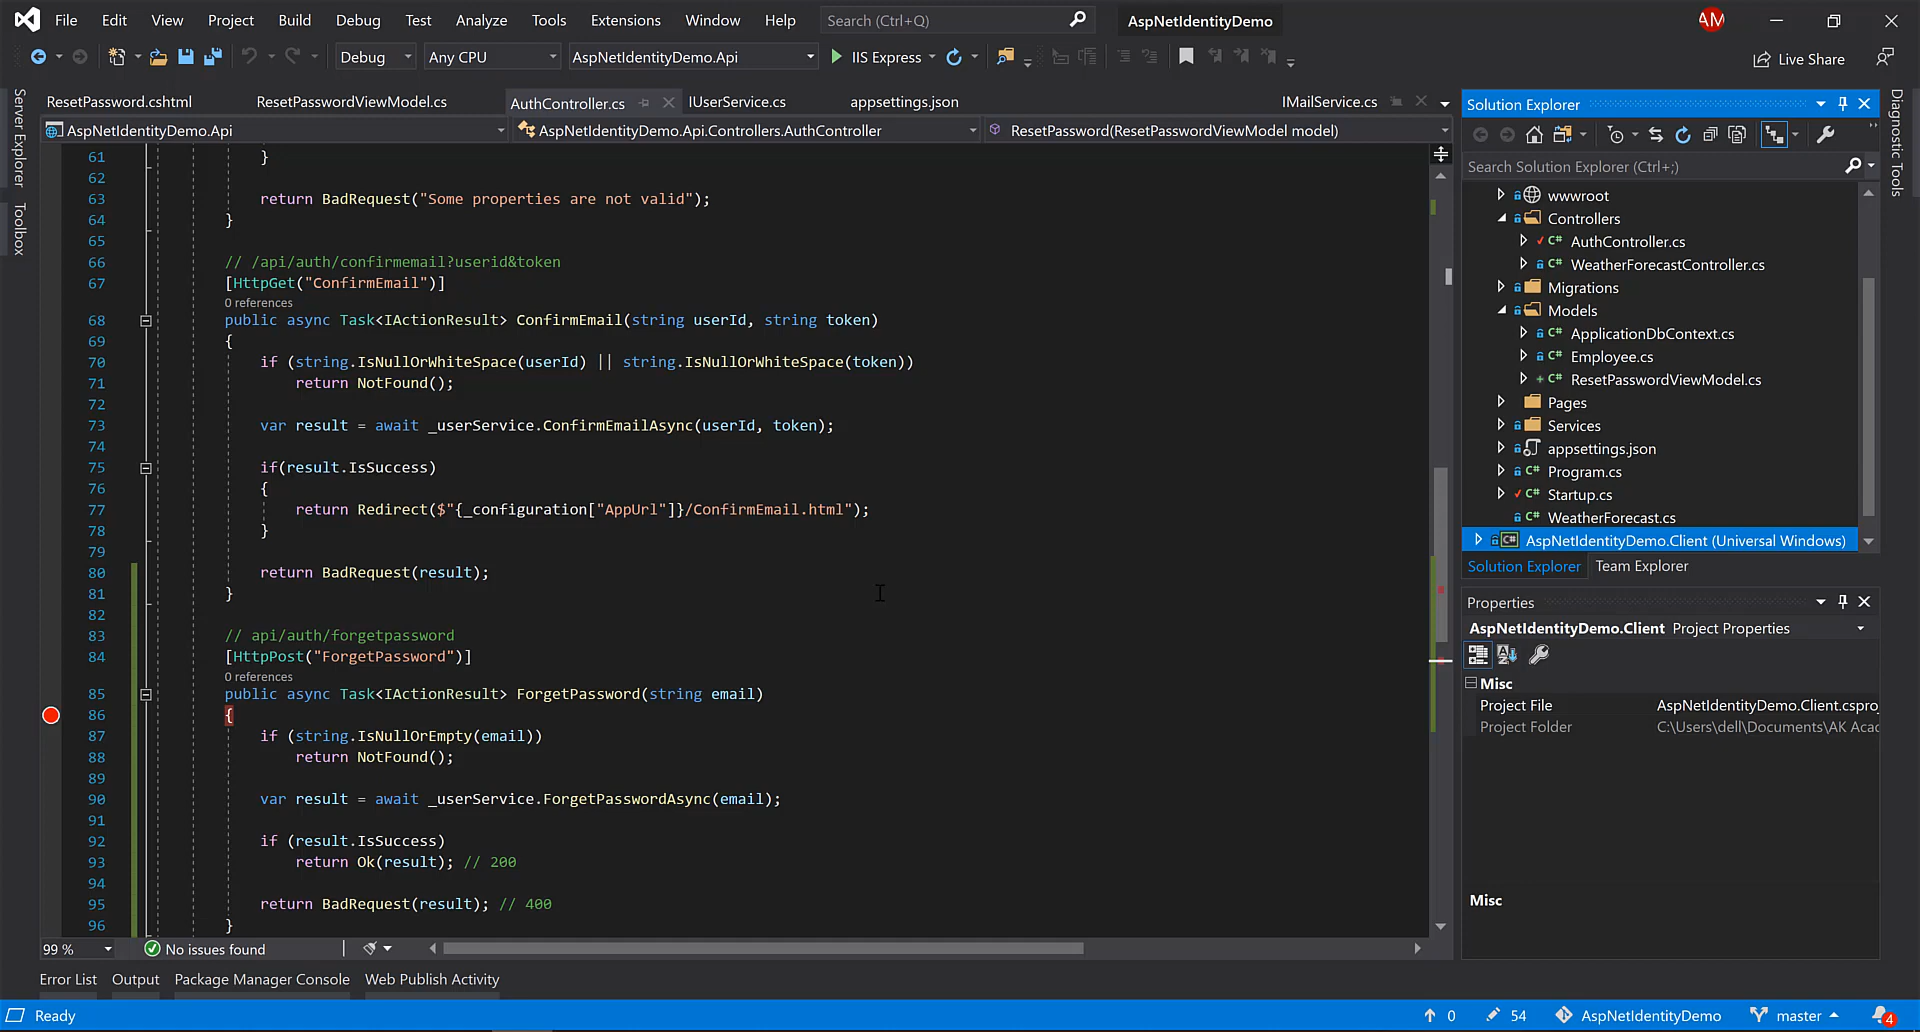 File Edit View Project Build Debug Test Analyze Tools Extensions Window Help Search (Ctrl+Q) AspNetIdentityDemo AM
Debug Any CPU AspNetIdentityDemo.Api IIS Express Live Share
Server Explorer
Toolbox
ResetPassword.cshtml ResetPasswordViewModel.cs AuthController.cs IUserService.cs appsettings.json IMailService.cs
AspNetIdentityDemo.Api AspNetIdentityDemo.Api.Controllers.AuthController ResetPassword(ResetPasswordViewModel model)
61 }
62
63 return BadRequest("Some properties are not valid");
64 }
65
66 // /api/auth/confirmemail?userid&token
67 [HttpGet("ConfirmEmail")]
0 references
68 public async Task<IActionResult> ConfirmEmail(string userId, string token)
69 {
70 if (string.IsNullOrWhiteSpace(userId) || string.IsNullOrWhiteSpace(token))
71 return NotFound();
72
73 var result = await _userService.ConfirmEmailAsync(userId, token);
74
75 if(result.IsSuccess)
76 {
77 return Redirect($"{_configuration["AppUrl"]}/ConfirmEmail.html");
78 }
79
80 return BadRequest(result);
81 }
82
83 // api/auth/forgetpassword
84 [HttpPost("ForgetPassword")]
0 references
85 public async Task<IActionResult> ForgetPassword(string email)
86 {
87 if (string.IsNullOrEmpty(email))
88 return NotFound();
89
90 var result = await _userService.ForgetPasswordAsync(email);
91
92 if (result.IsSuccess)
93 return Ok(result); // 200
94
95 return BadRequest(result); // 400
96 }
99 % No issues found
Error List Output Package Manager Console Web Publish Activity
Solution Explorer
Search Solution Explorer (Ctrl+;)
wwwroot
Controllers
C# AuthController.cs
C# WeatherForecastController.cs
Migrations
Models
C# ApplicationDbContext.cs
C# Employee.cs
C# ResetPasswordViewModel.cs
Pages
Services
appsettings.json
C# Program.cs
C# Startup.cs
C# WeatherForecast.cs
C# AspNetIdentityDemo.Client (Universal Windows)
Solution Explorer Team Explorer
Properties
AspNetIdentityDemo.Client Project Properties
Misc
Project File AspNetIdentityDemo.Client.csproj
Project Folder C:\Users\dell\Documents\AK Acad
Misc
Diagnostic Tools
Ready 0 54 AspNetIdentityDemo master 4